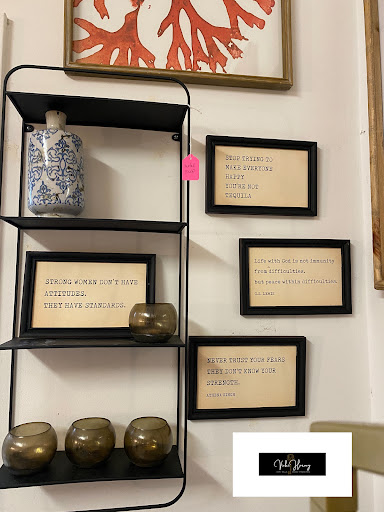 STOP TRYING TO
MAKE EVERYONE
HAPPY
YOU'RE NOT
TEQUILA
Life with God is not immunity
from difficulties,
but peace within difficulties.
STRONG WOMEN DON'T HAVE
ATTITUDES.
THEY HAVE STANDARDS.
NEVER TRUST YOUR FEARS
THEY DON'T KNOW YOUR
STRENGTH.